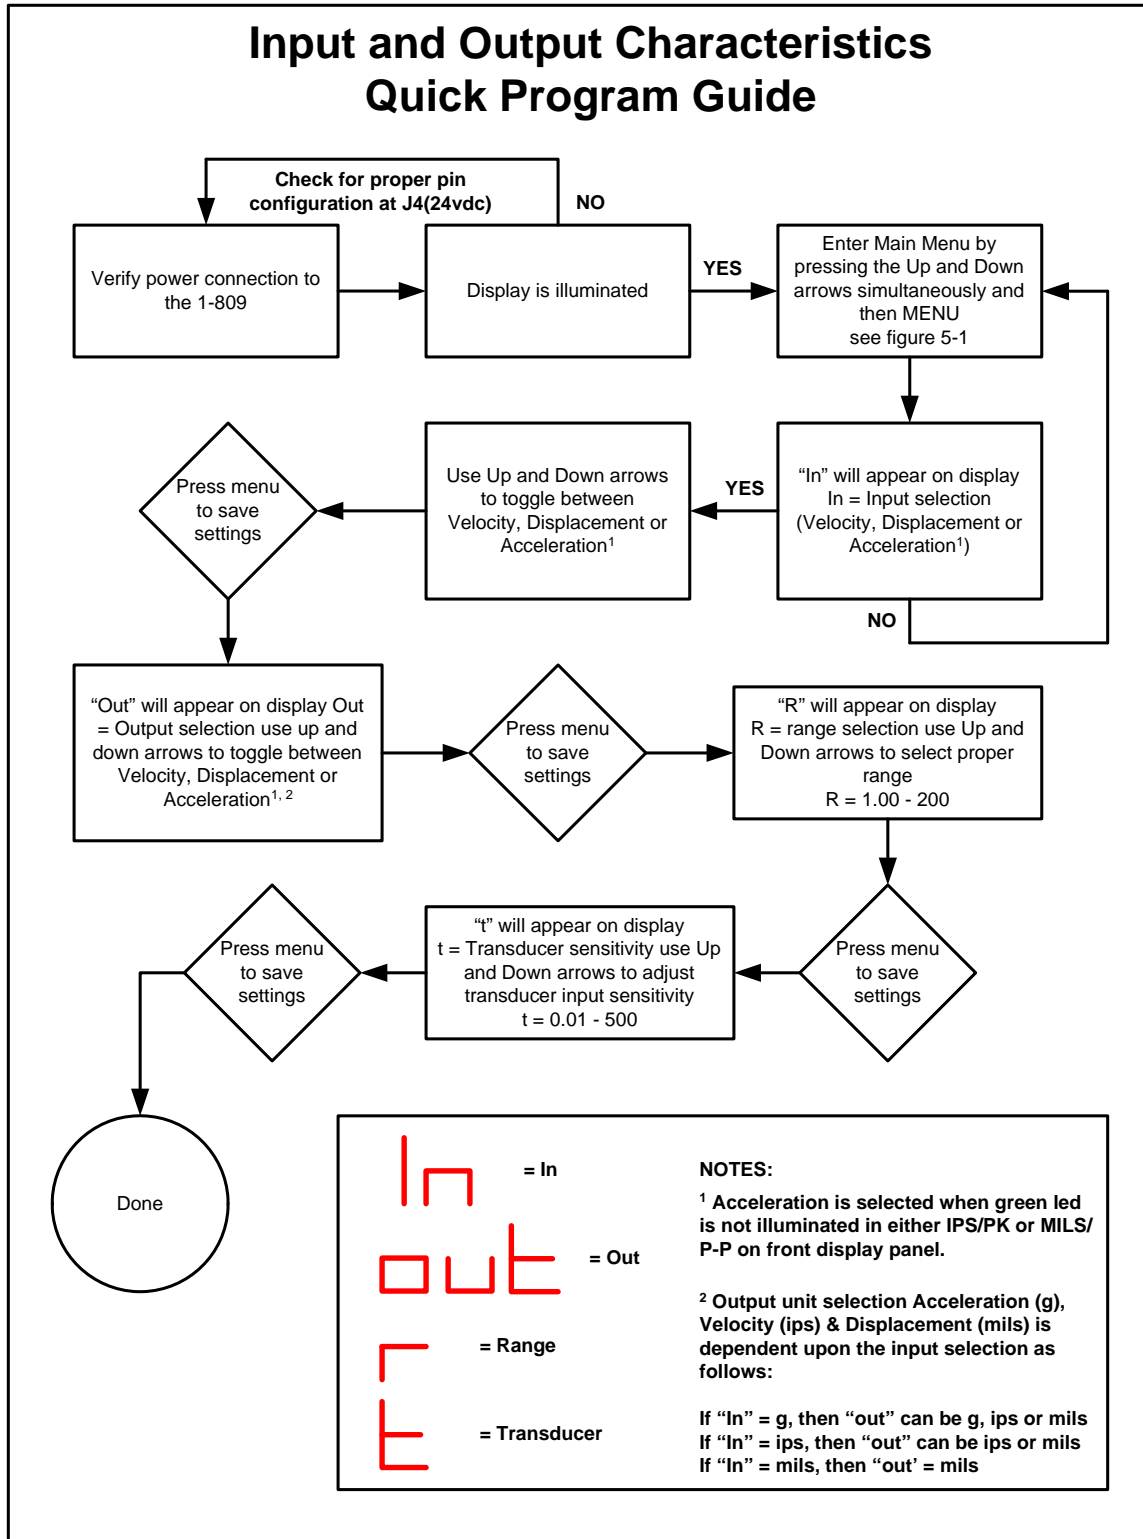 Input and Output Characteristics
Quick Program Guide
Check for proper pin
configuration at J4(24vdc)
NO
Verify power connection to
the 1-809
Display is illuminated
YES
Enter Main Menu by
pressing the Up and Down
arrows simultaneously and
then MENU
see figure 5-1
“In” will appear on display
In = Input selection
(Velocity, Displacement or
Acceleration¹)
YES
NO
Use Up and Down arrows
to toggle between
Velocity, Displacement or
Acceleration¹
Press menu
to save
settings
“Out” will appear on display Out
= Output selection use up and
down arrows to toggle between
Velocity, Displacement or
Acceleration¹, ²
Press menu
to save
settings
“R” will appear on display
R = range selection use Up and
Down arrows to select proper
range
R = 1.00 - 200
Press menu
to save
settings
“t” will appear on display
t = Transducer sensitivity use Up
and Down arrows to adjust
transducer input sensitivity
t = 0.01 - 500
Press menu
to save
settings
Done
In = In
out = Out
r = Range
t = Transducer
NOTES:
¹ Acceleration is selected when green led
is not illuminated in either IPS/PK or MILS/
P-P on front display panel.
² Output unit selection Acceleration (g),
Velocity (ips) & Displacement (mils) is
dependent upon the input selection as
follows:
If “In” = g, then “out” can be g, ips or mils
If “In” = ips, then “out” can be ips or mils
If “In” = mils, then “out’ = mils